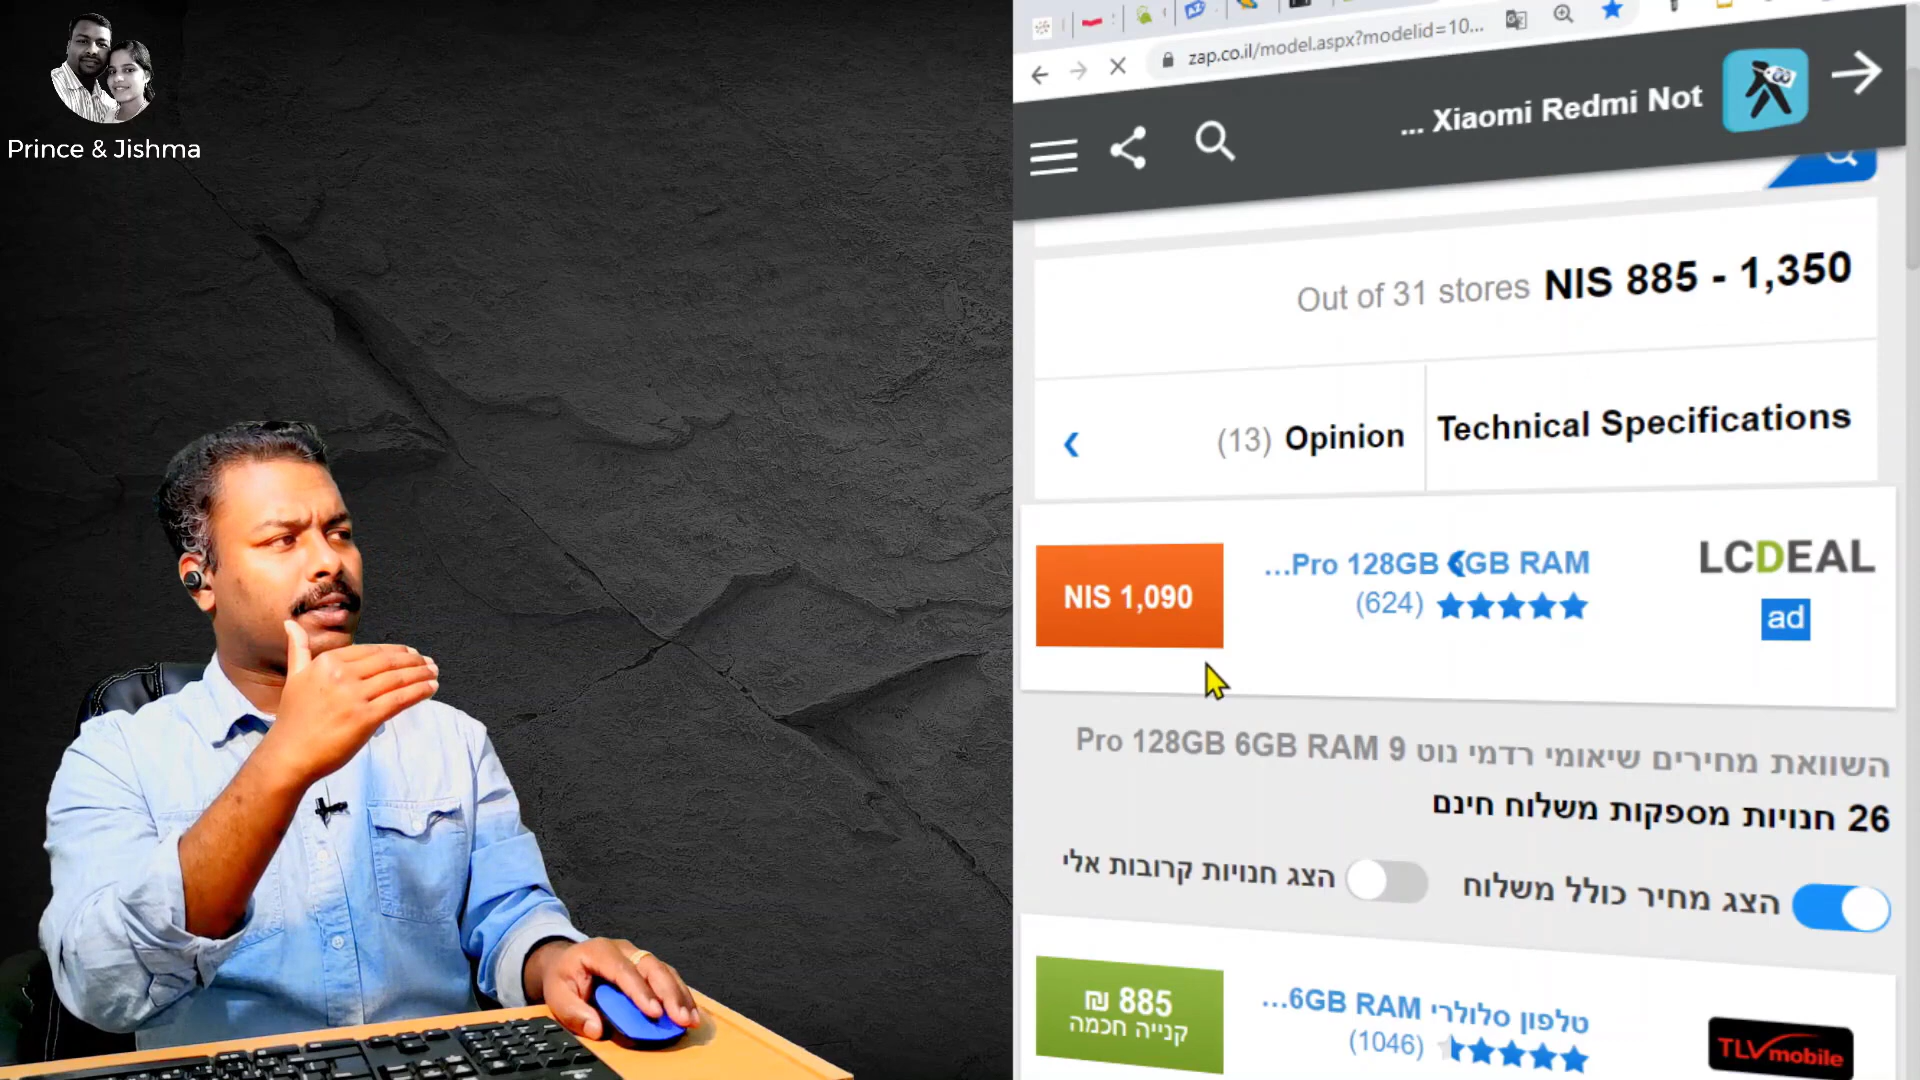 Prince & Jishma
zap.co.il/model.aspx?modelid=10...
... Xiaomi Redmi Not
Out of 31 stores NIS 885 - 1,350
(13) Opinion
Technical Specifications
NIS 1,090
...Pro 128GB 6GB RAM
(624)
LCDEAL
ad
השוואת מחירים שיאומי רדמי נוט 9 Pro 128GB 6GB RAM
26 חנויות מספקות משלוח חינם
הצג מחיר כולל משלוח
הצג חנויות קרובות אלי
₪ 885
קנייה חכמה
טלפון סלולרי 6GB RAM...
(1046)
TLVmobile